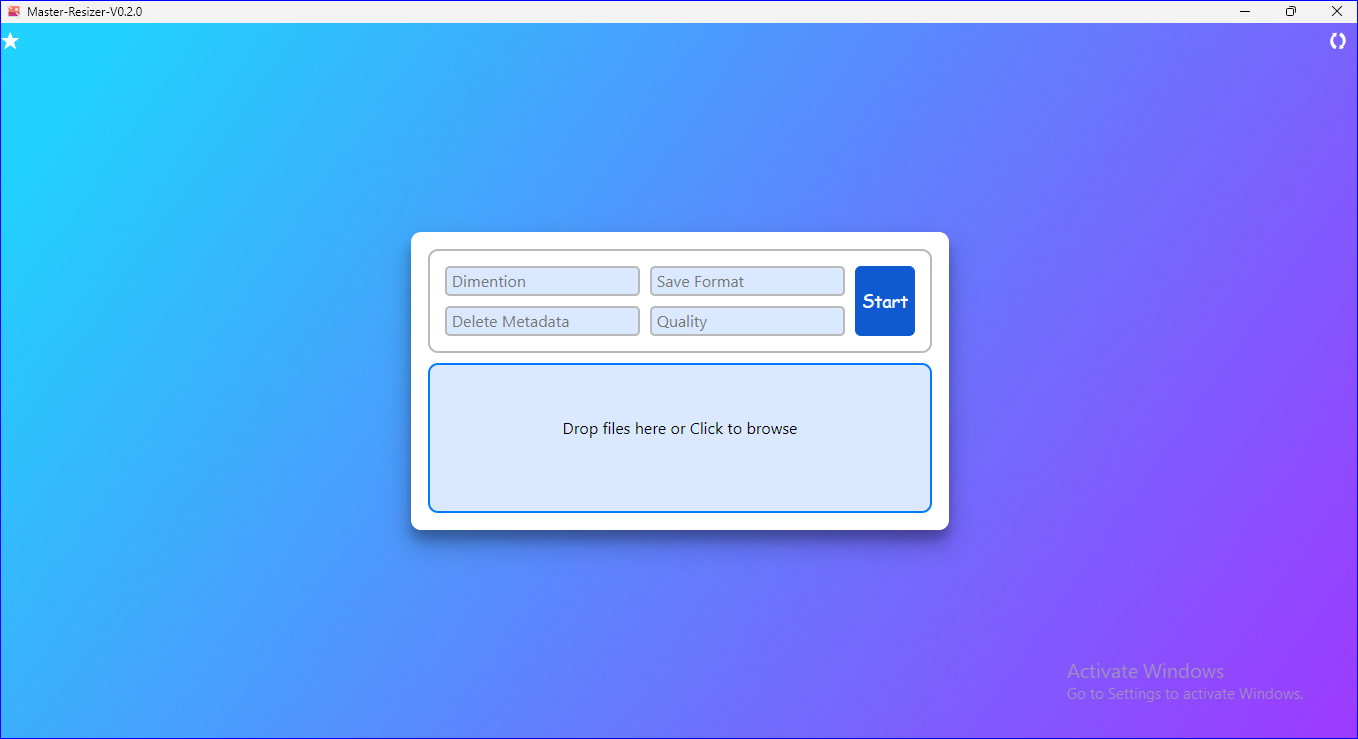 Master-Resizer-V0.2.0
Dimention
Save Format
Start
Delete Metadata
Quality
Drop files here or Click to browse
Activate Windows
Go to Settings to activate Windows.